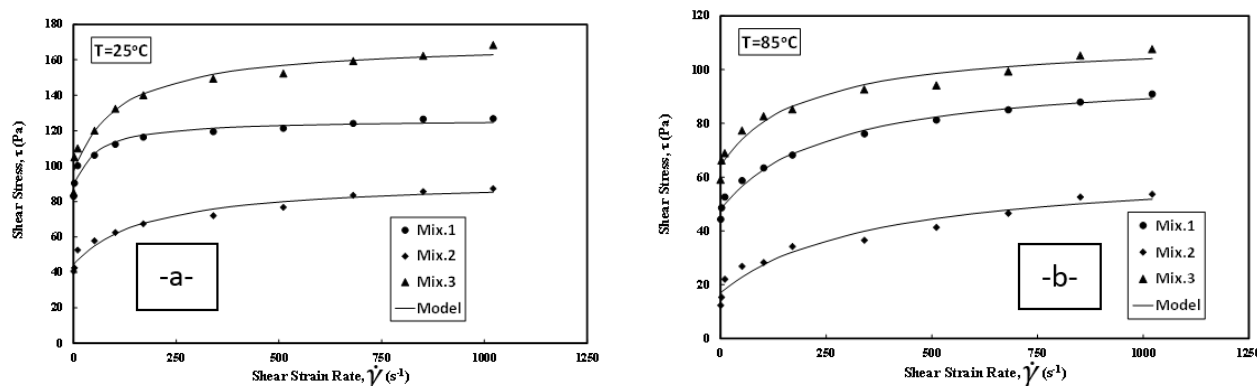 180
160
140
120
100
80
60
40
20
0
Shear Stress, τ (Pa)
T=25°C
-a-
Mix.1
Mix.2
Mix.3
Model
0
250
500
750
1000
1250
Shear Strain Rate, γ̇ (s⁻¹)
120
100
80
60
40
20
0
Shear Stress, τ (Pa)
T=85°C
-b-
Mix.1
Mix.2
Mix.3
Model
0
250
500
750
1000
1250
Shear Strain Rate, γ̇ (s⁻¹)